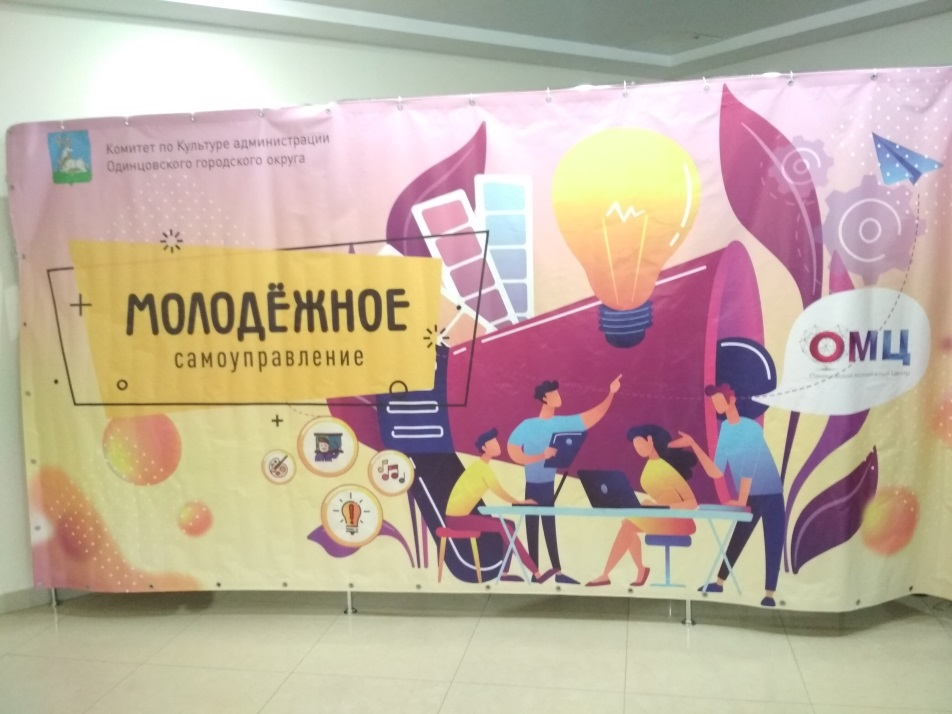 Комитет по Культуре администрации
Одинцовского городского округа
МОЛОДЁЖНОЕ
самоуправление
ОМЦ